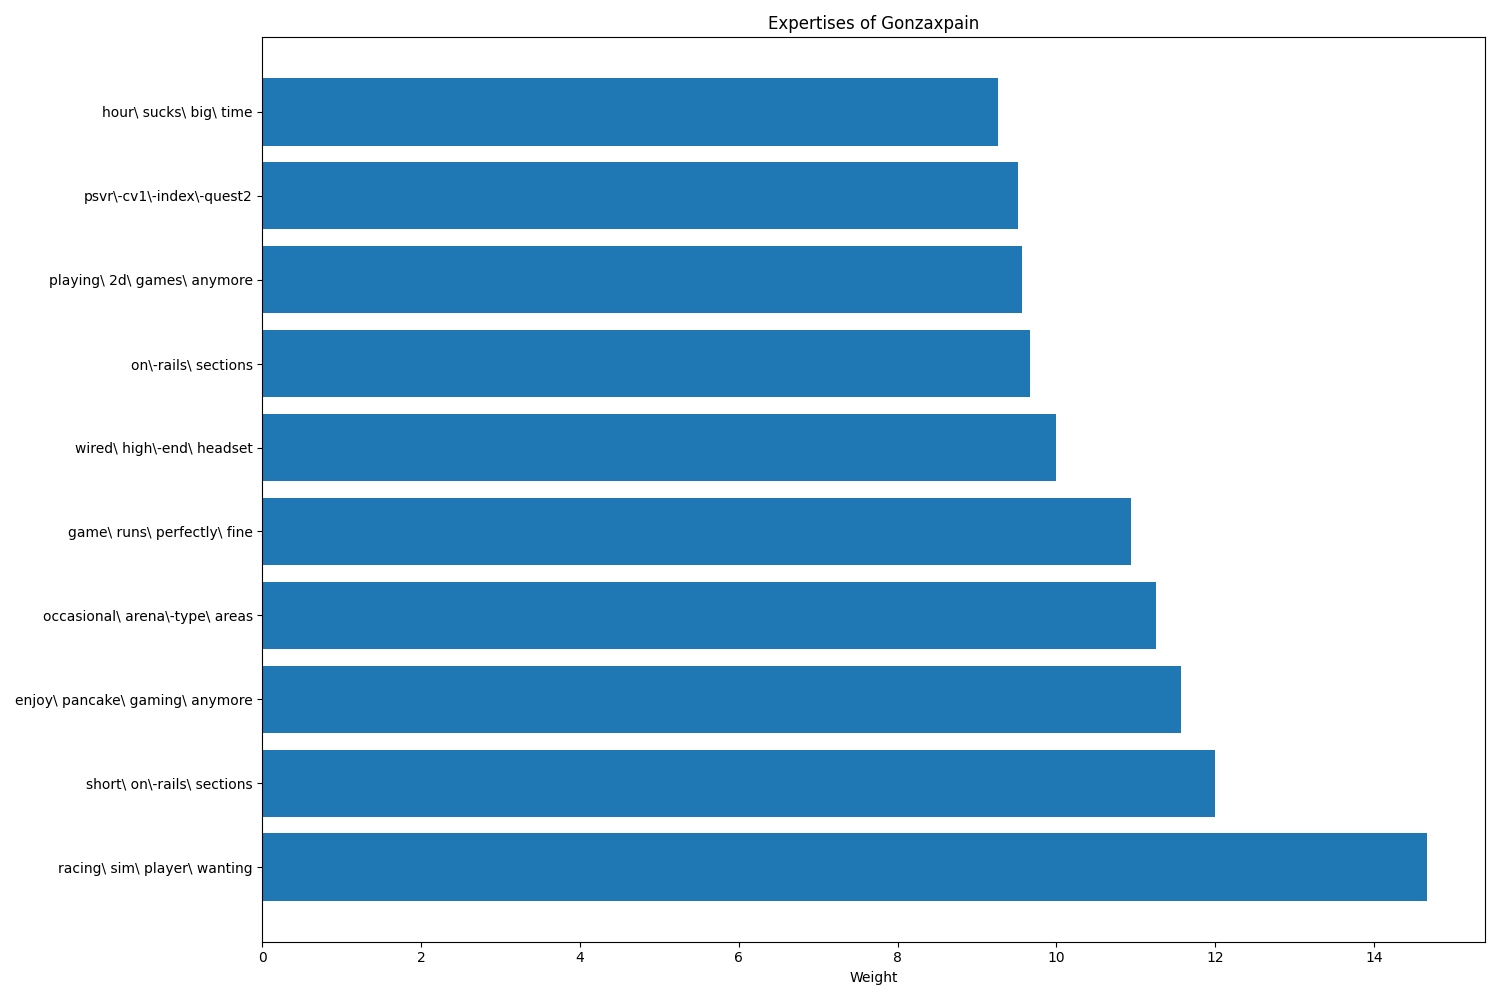 Expertises of Gonzaxpain
hour\ sucks\ big\ time
psvr\-cv1\-index\-quest2
playing\ 2d\ games\ anymore
on\-rails\ sections
wired\ high\-end\ headset
game\ runs\ perfectly\ fine
occasional\ arena\-type\ areas
enjoy\ pancake\ gaming\ anymore
short\ on\-rails\ sections
racing\ sim\ player\ wanting
0 2 4 6 8 10 12 14
Weight